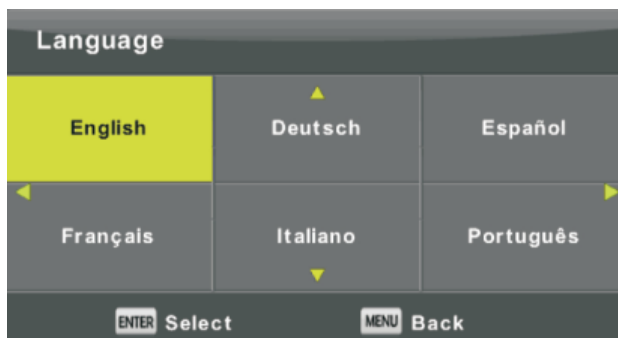 Language
English Deutsch Español
Français Italiano Português
ENTER Select MENU Back